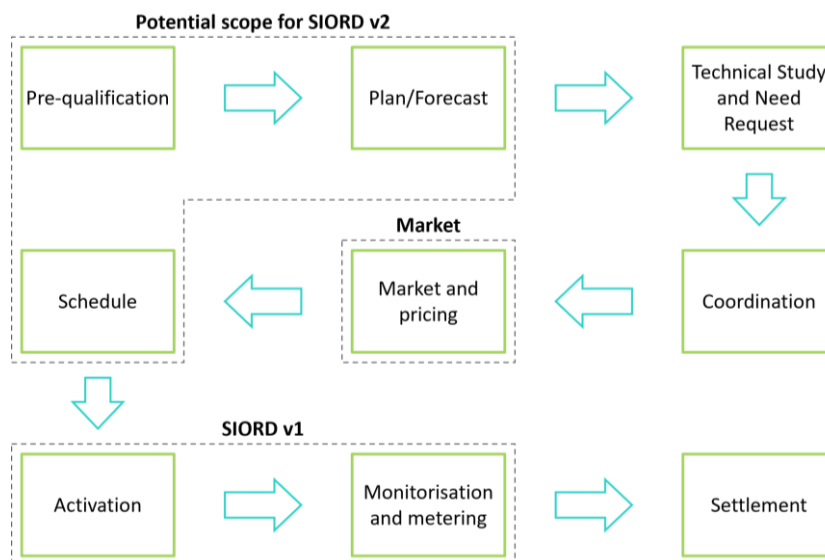 Potential scope for SIORD v2
Pre-qualification
Plan/Forecast
Technical Study
and Need
Request
Market
Schedule
Market and
pricing
Coordination
SIORD v1
Activation
Monitorisation
and metering
Settlement